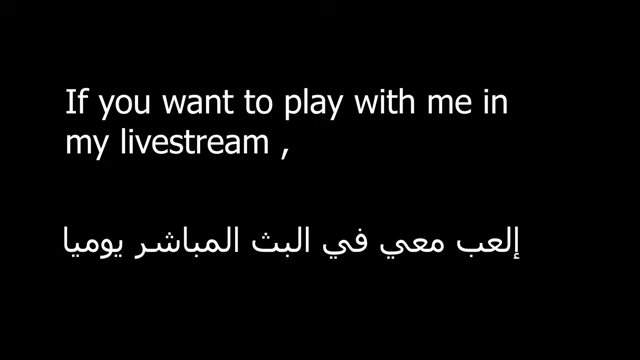 If you want to play with me in
my livestream ,
إلعب معي في البث المباشر يوميا